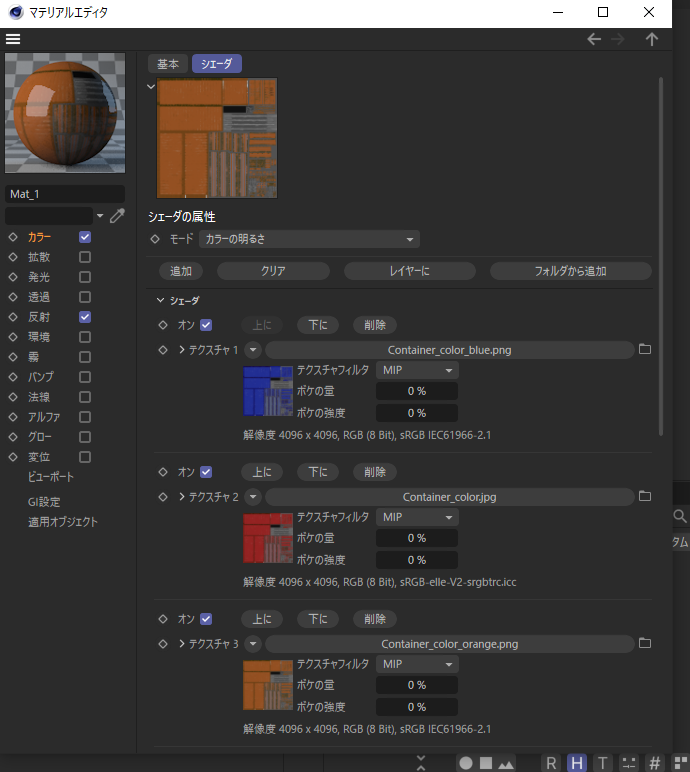 マテリアルエディタ
基本 シェーダ
シェーダの属性
モード カラーの明るさ
追加 クリア レイヤーに フォルダから追加
シェーダ
オン 上に 下に 削除
テクスチャ 1 Container_color_blue.png
テクスチャフィルタ MIP
ボケの量 0 %
ボケの強度 0 %
解像度 4096 x 4096, RGB (8 Bit), sRGB IEC61966-2.1
オン 上に 下に 削除
テクスチャ 2 Container_color.jpg
テクスチャフィルタ MIP
ボケの量 0 %
ボケの強度 0 %
解像度 4096 x 4096, RGB (8 Bit), sRGB-elle-V2-srgbtrc.icc
オン 上に 下に 削除
テクスチャ 3 Container_color_orange.png
テクスチャフィルタ MIP
ボケの量 0 %
ボケの強度 0 %
解像度 4096 x 4096, RGB (8 Bit), sRGB IEC61966-2.1
Mat_1
カラー
拡散
発光
透過
反射
環境
霧
バンプ
法線
アルファ
グロー
変位
ビューポート
GI設定
適用オブジェクト
タム
R H T #